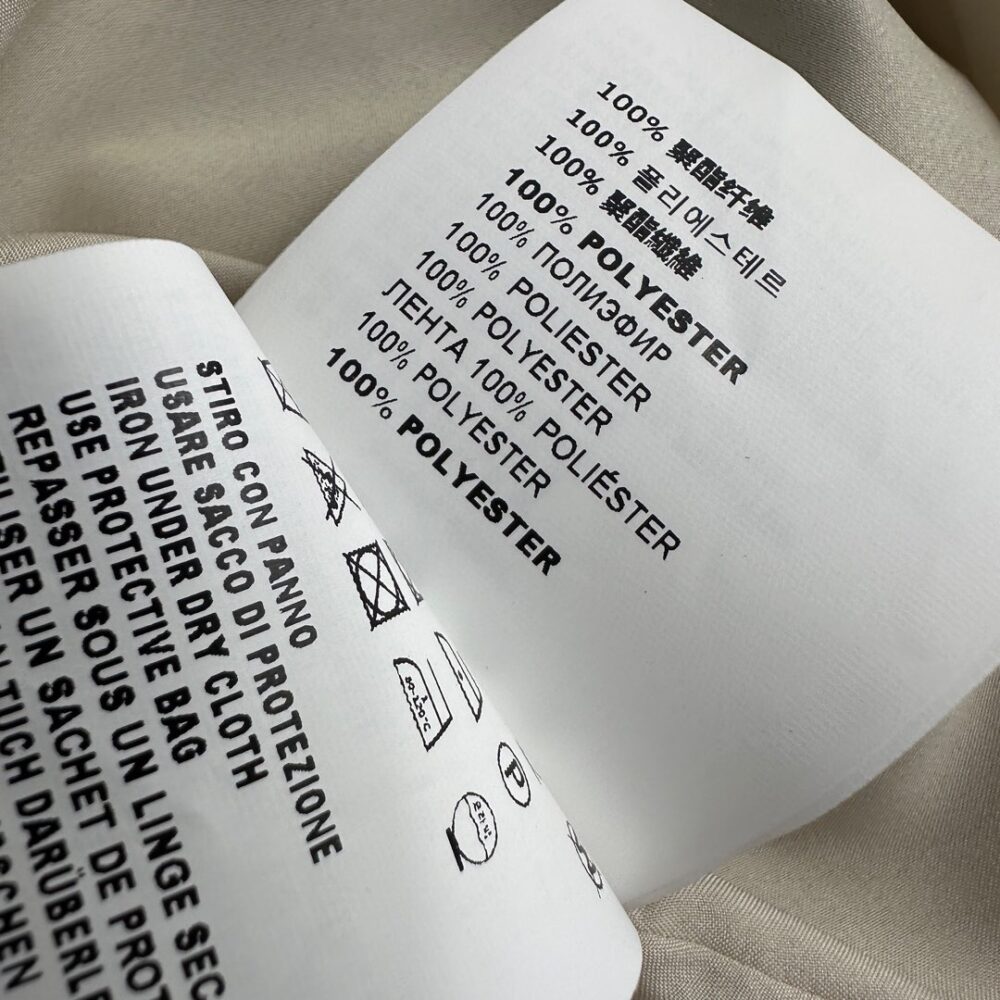 100% 聚酯纤维
100% 폴리에스테르
100% 聚酯纖維
100% POLYESTER
100% ПОЛИЭФИР
100% POLIESTER
100% POLYESTER
ЛЕНТА 100% POLIÉSTER
100% POLYESTER
100% POLYESTER
STIRO CON PANNO
USARE SACCO DI PROTEZIONE
IRON UNDER DRY CLOTH
USE PROTECTIVE BAG
REPASSER SOUS UN LINGE SEC
UN SACHET DE PROT
TUCH DARÜBERLE
P